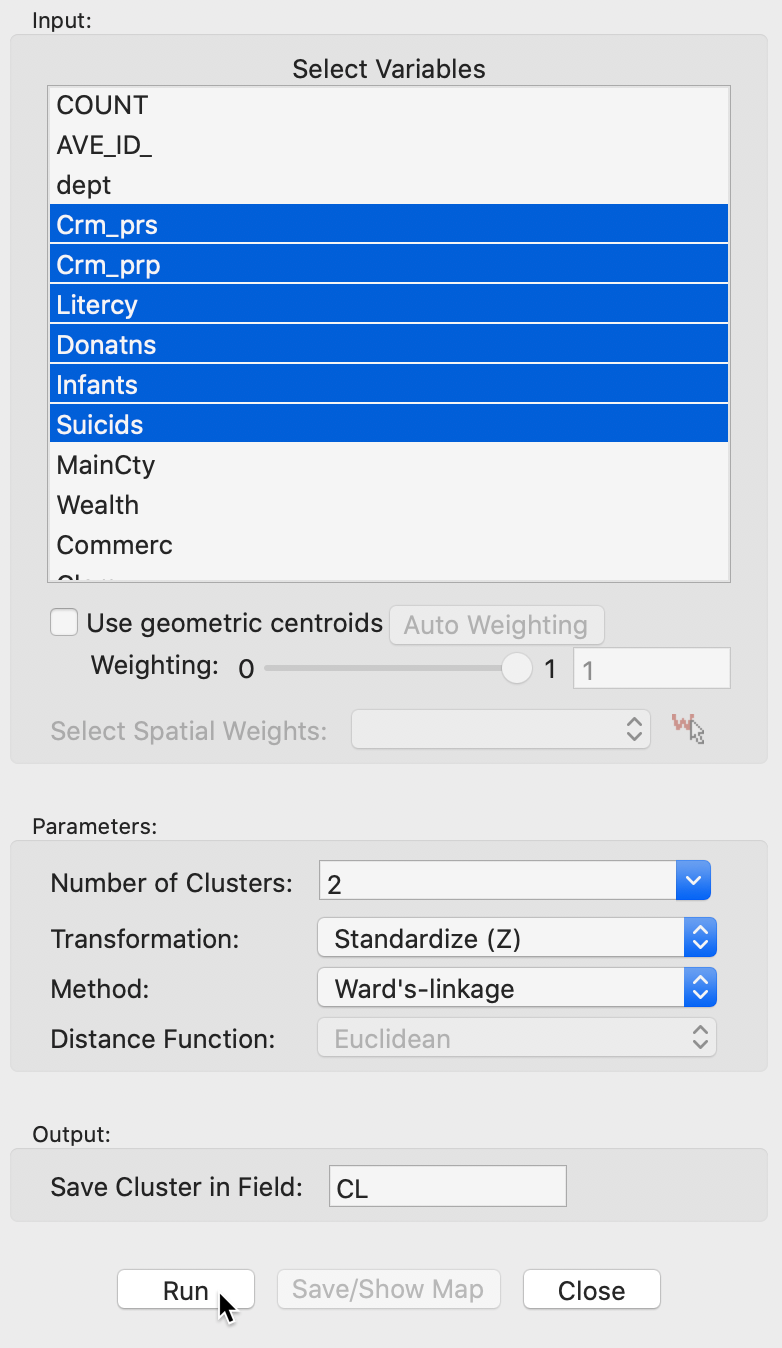 Input:
Select Variables
COUNT
AVE_ID_
dept
Crm_prs
Crm_prp
Litercy
Donatns
Infants
Suicids
MainCty
Wealth
Commerc
Use geometric centroids Auto Weighting
Weighting: 0 1 1
Select Spatial Weights:
Parameters:
Number of Clusters: 2
Transformation: Standardize (Z)
Method: Ward's-linkage
Distance Function: Euclidean
Output:
Save Cluster in Field: CL
Run Save/Show Map Close